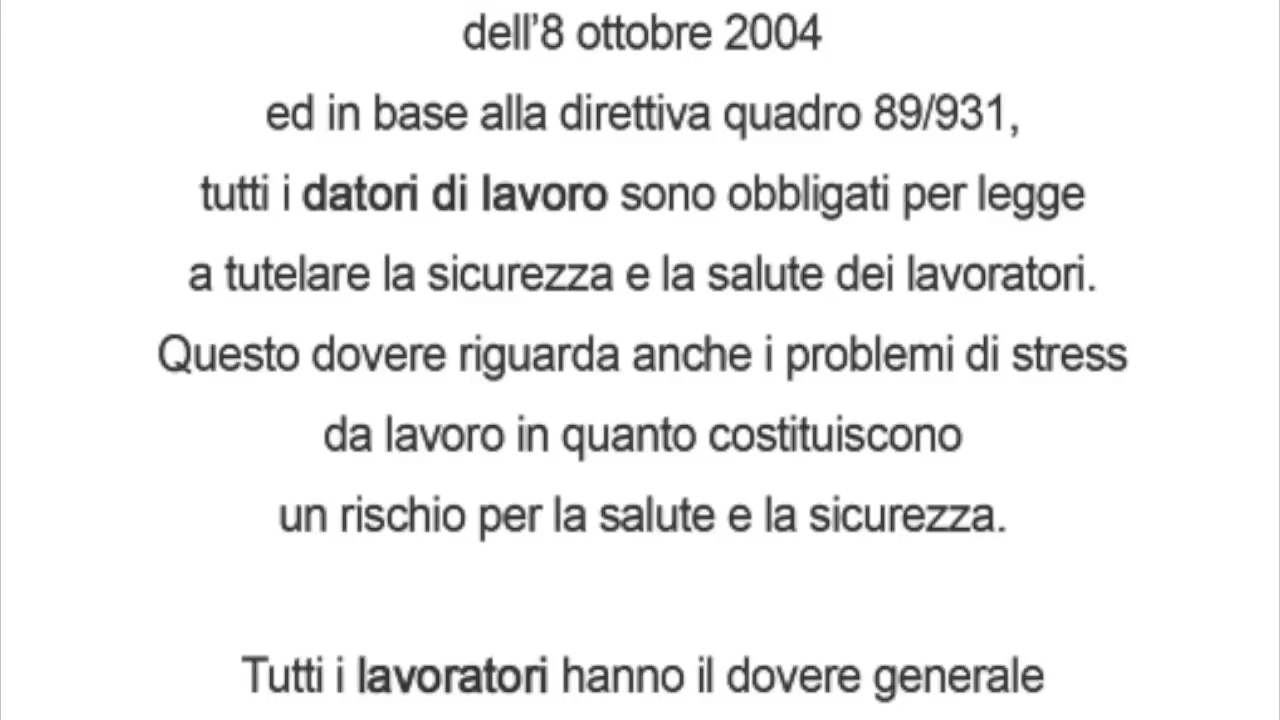 dell'8 ottobre 2004
ed in base alla direttiva quadro 89/931,
tutti i datori di lavoro sono obbligati per legge
a tutelare la sicurezza e la salute dei lavoratori.
Questo dovere riguarda anche i problemi di stress
da lavoro in quanto costituiscono
un rischio per la salute e la sicurezza.
Tutti i lavoratori hanno il dovere generale